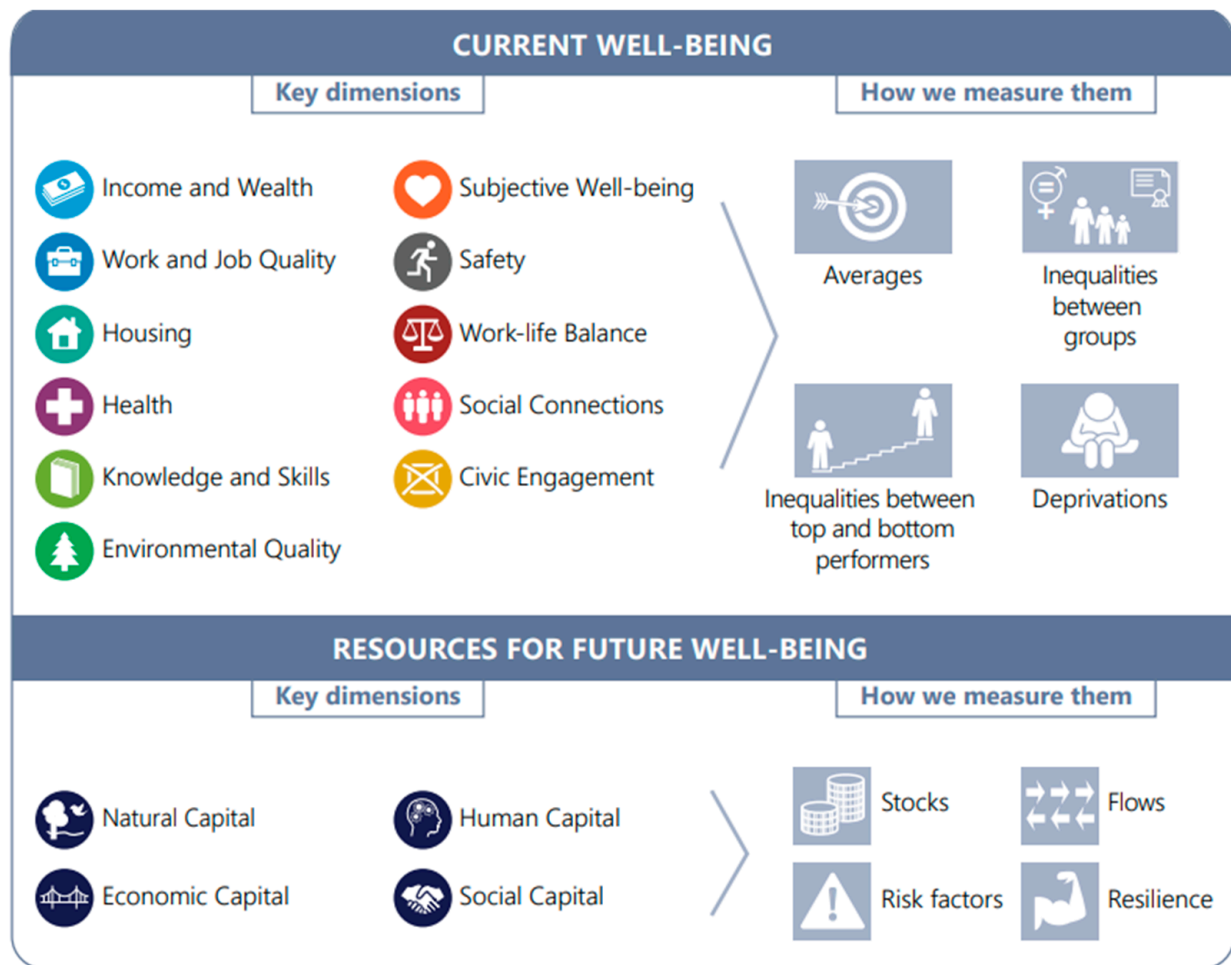 CURRENT WELL-BEING
Key dimensions
How we measure them
Income and Wealth
Work and Job Quality
Housing
Health
Knowledge and Skills
Environmental Quality
Subjective Well-being
Safety
Work-life Balance
Social Connections
Civic Engagement
Averages
Inequalities
between
groups
Inequalities between
top and bottom
performers
Deprivations
RESOURCES FOR FUTURE WELL-BEING
Key dimensions
How we measure them
Natural Capital
Economic Capital
Human Capital
Social Capital
Stocks
Flows
Risk factors
Resilience